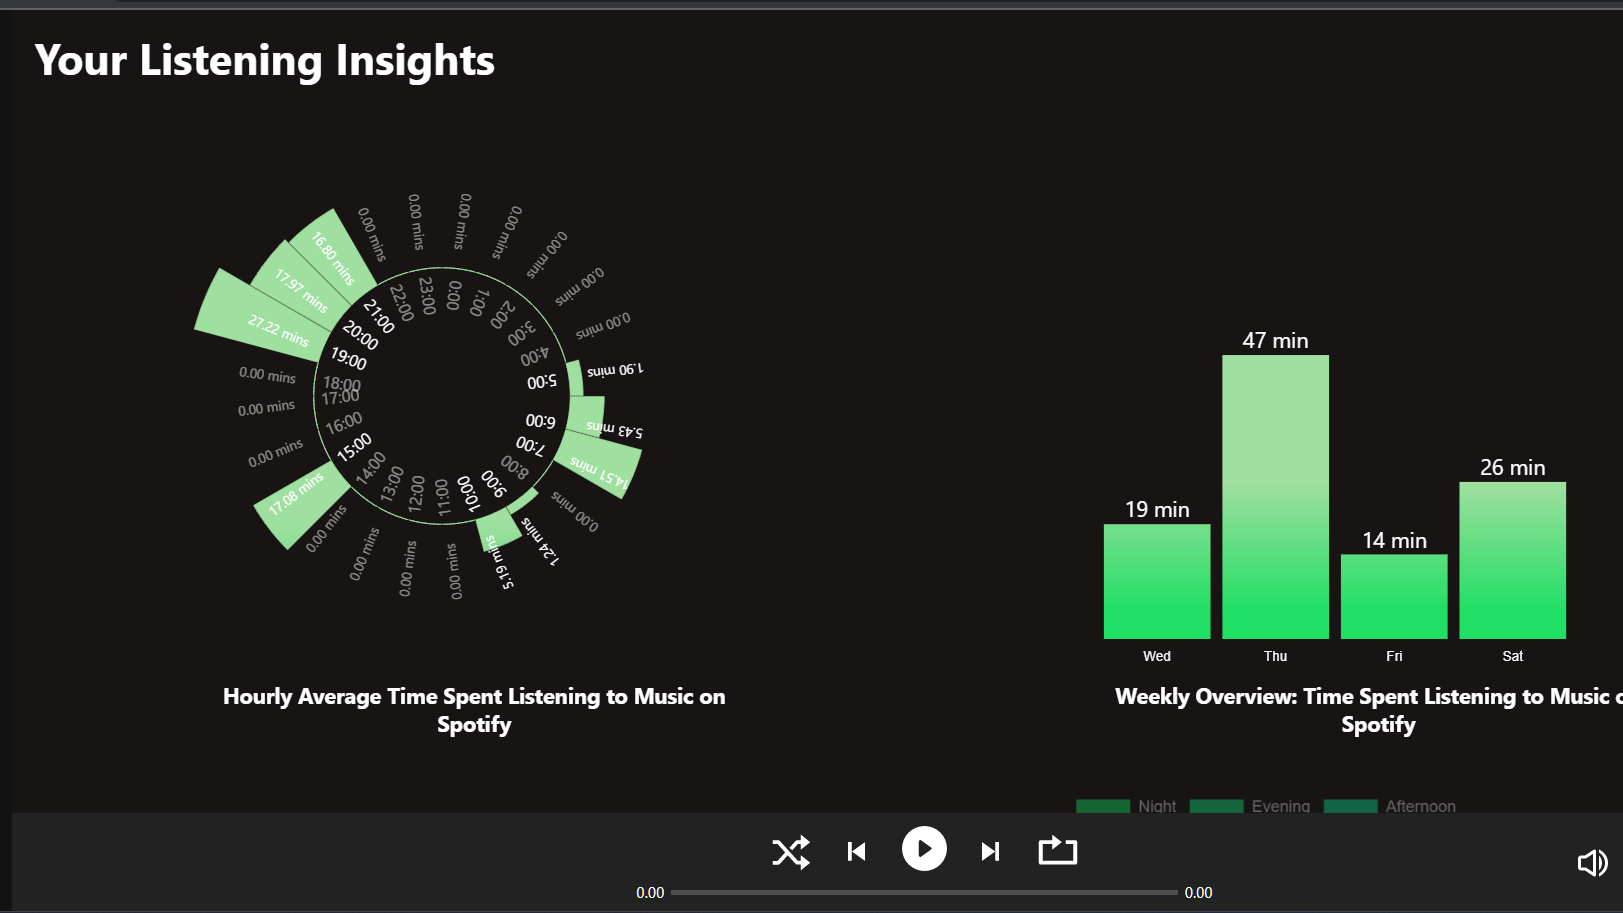 Your Listening Insights
0.00 mins
0.00 mins
0.00 mins
0.00 mins
0.00 mins
0.00 mins
0.00 mins
1.90 mins
5.43 mins
14.51 mins
0.00 mins
1.24 mins
5.19 mins
0.00 mins
0.00 mins
0.00 mins
0.00 mins
17.08 mins
0.00 mins
0.00 mins
0.00 mins
27.22 mins
17.97 mins
16.80 mins
0:00
1:00
2:00
3:00
4:00
5:00
6:00
7:00
8:00
9:00
10:00
11:00
12:00
13:00
14:00
15:00
16:00
17:00
18:00
19:00
20:00
21:00
22:00
23:00
Hourly Average Time Spent Listening to Music on
Spotify
19 min
47 min
14 min
26 min
Wed
Thu
Fri
Sat
Weekly Overview: Time Spent Listening to Music
Spotify
Night
Evening
Afternoon
0.00
0.00